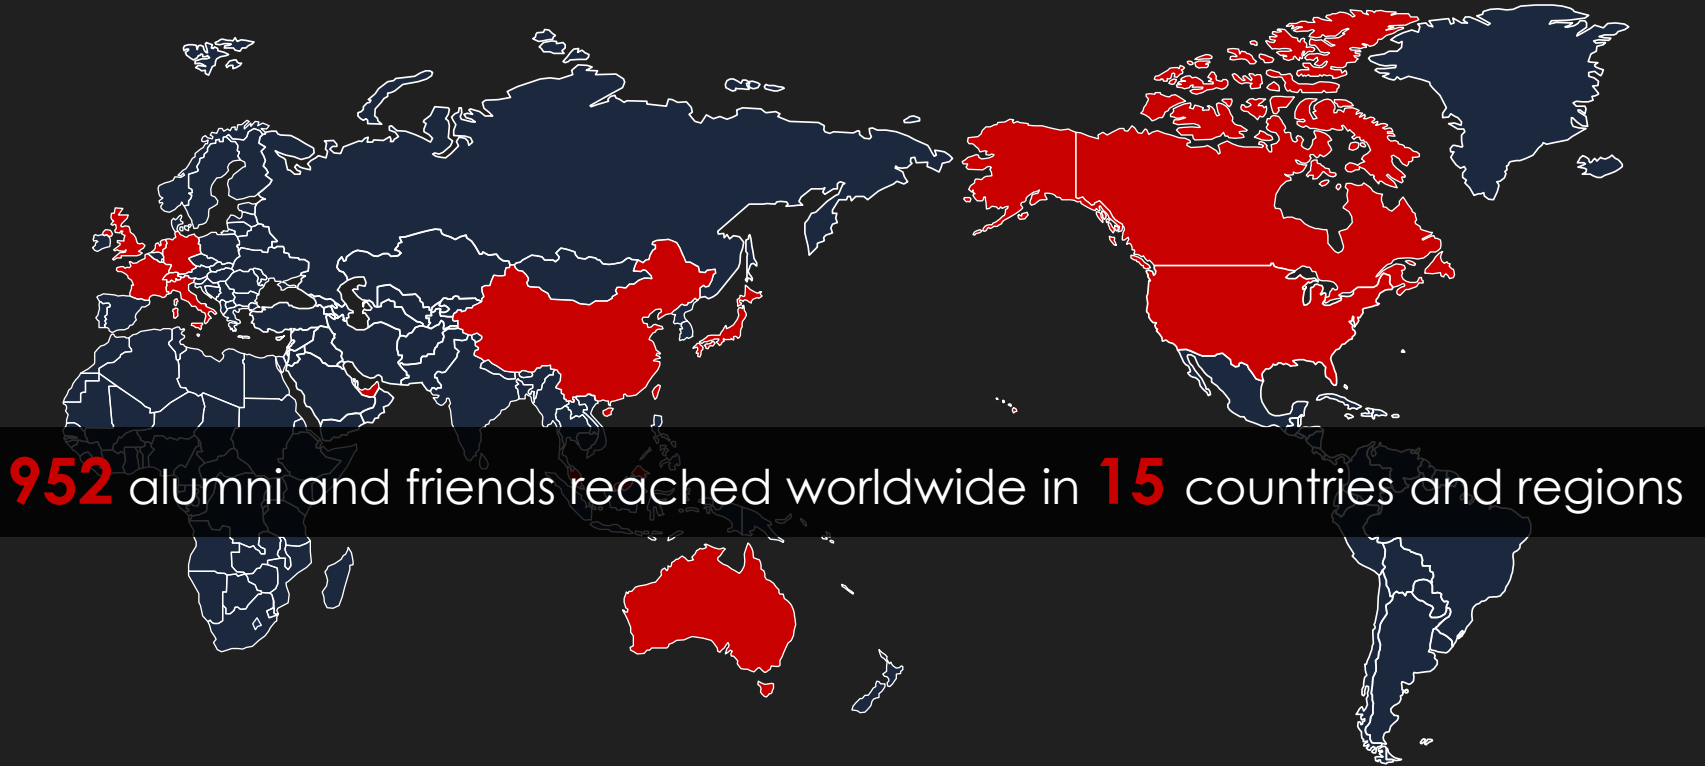 952 alumni and friends reached worldwide in 15 countries and regions